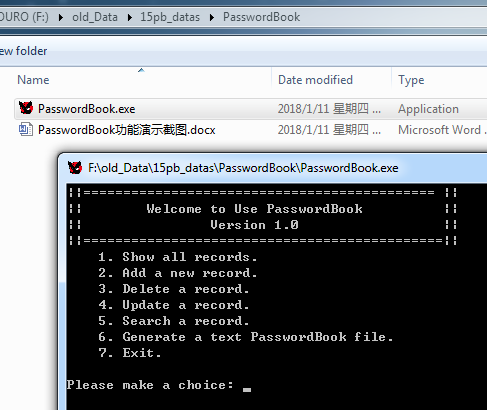 OURO (F:) ▸ old_Data ▸ 15pb_datas ▸ PasswordBook
ew folder
Name Date modified Type
PasswordBook.exe 2018/1/11 星期四 ... Application
PasswordBook功能演示截图.docx 2018/1/11 星期四 ... Microsoft Word ...
F:\old_Data\15pb_datas\PasswordBook\PasswordBook.exe
||============================================ ||
|| Welcome to Use PasswordBook ||
|| Version 1.0 ||
||=============================================||
1. Show all records.
2. Add a new record.
3. Delete a record.
4. Update a record.
5. Search a record.
6. Generate a text PasswordBook file.
7. Exit.
Please make a choice: _